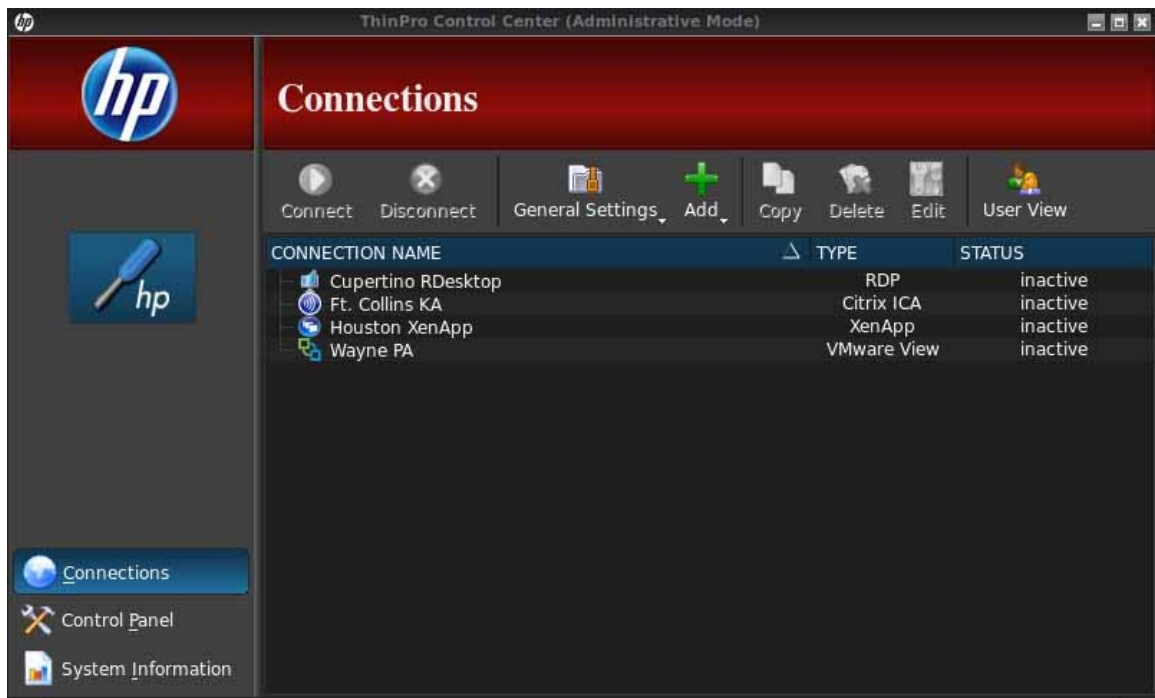 ThinPro Control Center (Administrative Mode)
hp
Connections
Connect Disconnect General Settings Add Copy Delete Edit User View
hp
CONNECTION NAME TYPE STATUS
Cupertino RDesktop RDP inactive
Ft. Collins KA Citrix ICA inactive
Houston XenApp XenApp inactive
Wayne PA VMware View inactive
Connections
Control Panel
System Information